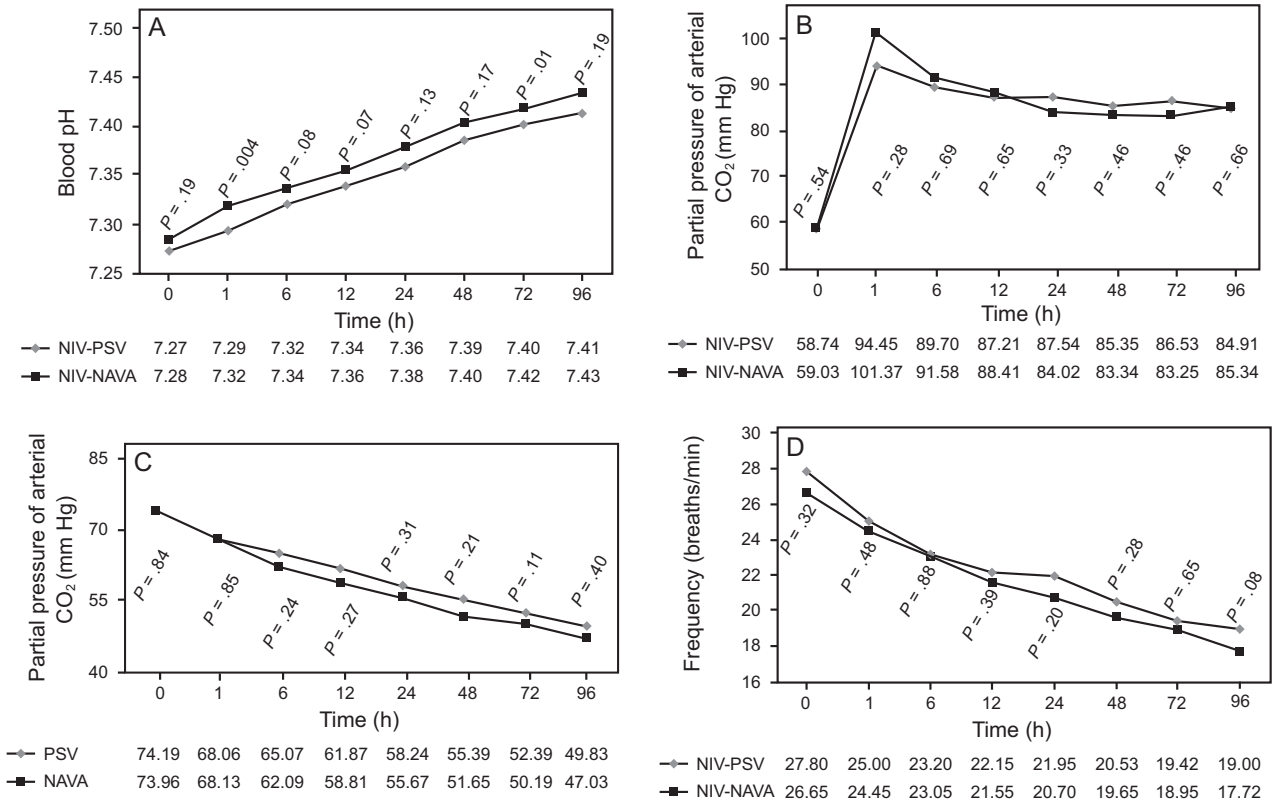 A
Blood pH
7.50
7.45
7.40
7.35
7.30
7.25
P = .19
P = .004
P = .08
P = .07
P = .13
P = .17
P = .01
P = .19
0 1 6 12 24 48 72 96
Time (h)
NIV-PSV 7.27 7.29 7.32 7.34 7.36 7.39 7.40 7.41
NIV-NAVA 7.28 7.32 7.34 7.36 7.38 7.40 7.42 7.43
B
Partial pressure of arterial
CO₂ (mm Hg)
100
90
80
70
60
50
P = .54
P = .28
P = .69
P = .65
P = .33
P = .46
P = .46
P = .66
0 1 6 12 24 48 72 96
Time (h)
NIV-PSV 58.74 94.45 89.70 87.21 87.54 85.35 86.53 84.91
NIV-NAVA 59.03 101.37 91.58 88.41 84.02 83.34 83.25 85.34
C
Partial pressure of arterial
CO₂ (mm Hg)
85
70
55
40
P = .84
P = .85
P = .24
P = .27
P = .31
P = .21
P = .11
P = .40
0 1 6 12 24 48 72 96
Time (h)
PSV 74.19 68.06 65.07 61.87 58.24 55.39 52.39 49.83
NAVA 73.96 68.13 62.09 58.81 55.67 51.65 50.19 47.03
D
Frequency (breaths/min)
30
28
26
24
22
20
18
16
P = .32
P = .48
P = .88
P = .39
P = .20
P = .28
P = .65
P = .08
0 1 6 12 24 48 72 96
Time (h)
NIV-PSV 27.80 25.00 23.20 22.15 21.95 20.53 19.42 19.00
NIV-NAVA 26.65 24.45 23.05 21.55 20.70 19.65 18.95 17.72